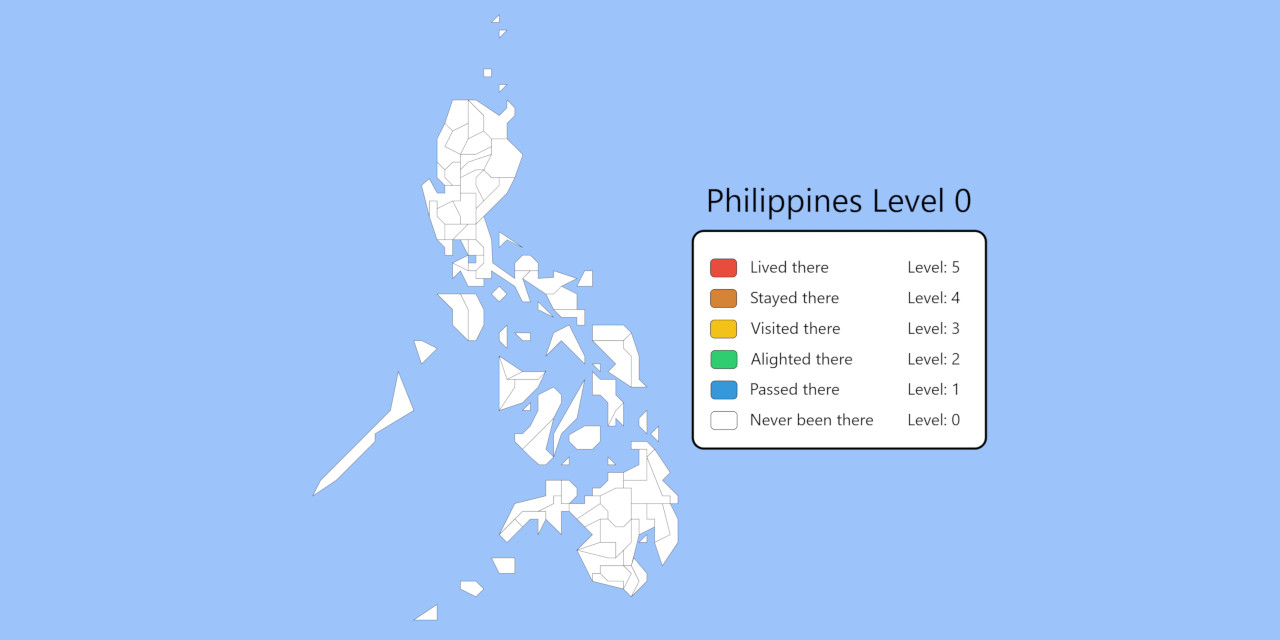 Philippines Level 0
Lived there Level: 5
Stayed there Level: 4
Visited there Level: 3
Alighted there Level: 2
Passed there Level: 1
Never been there Level: 0